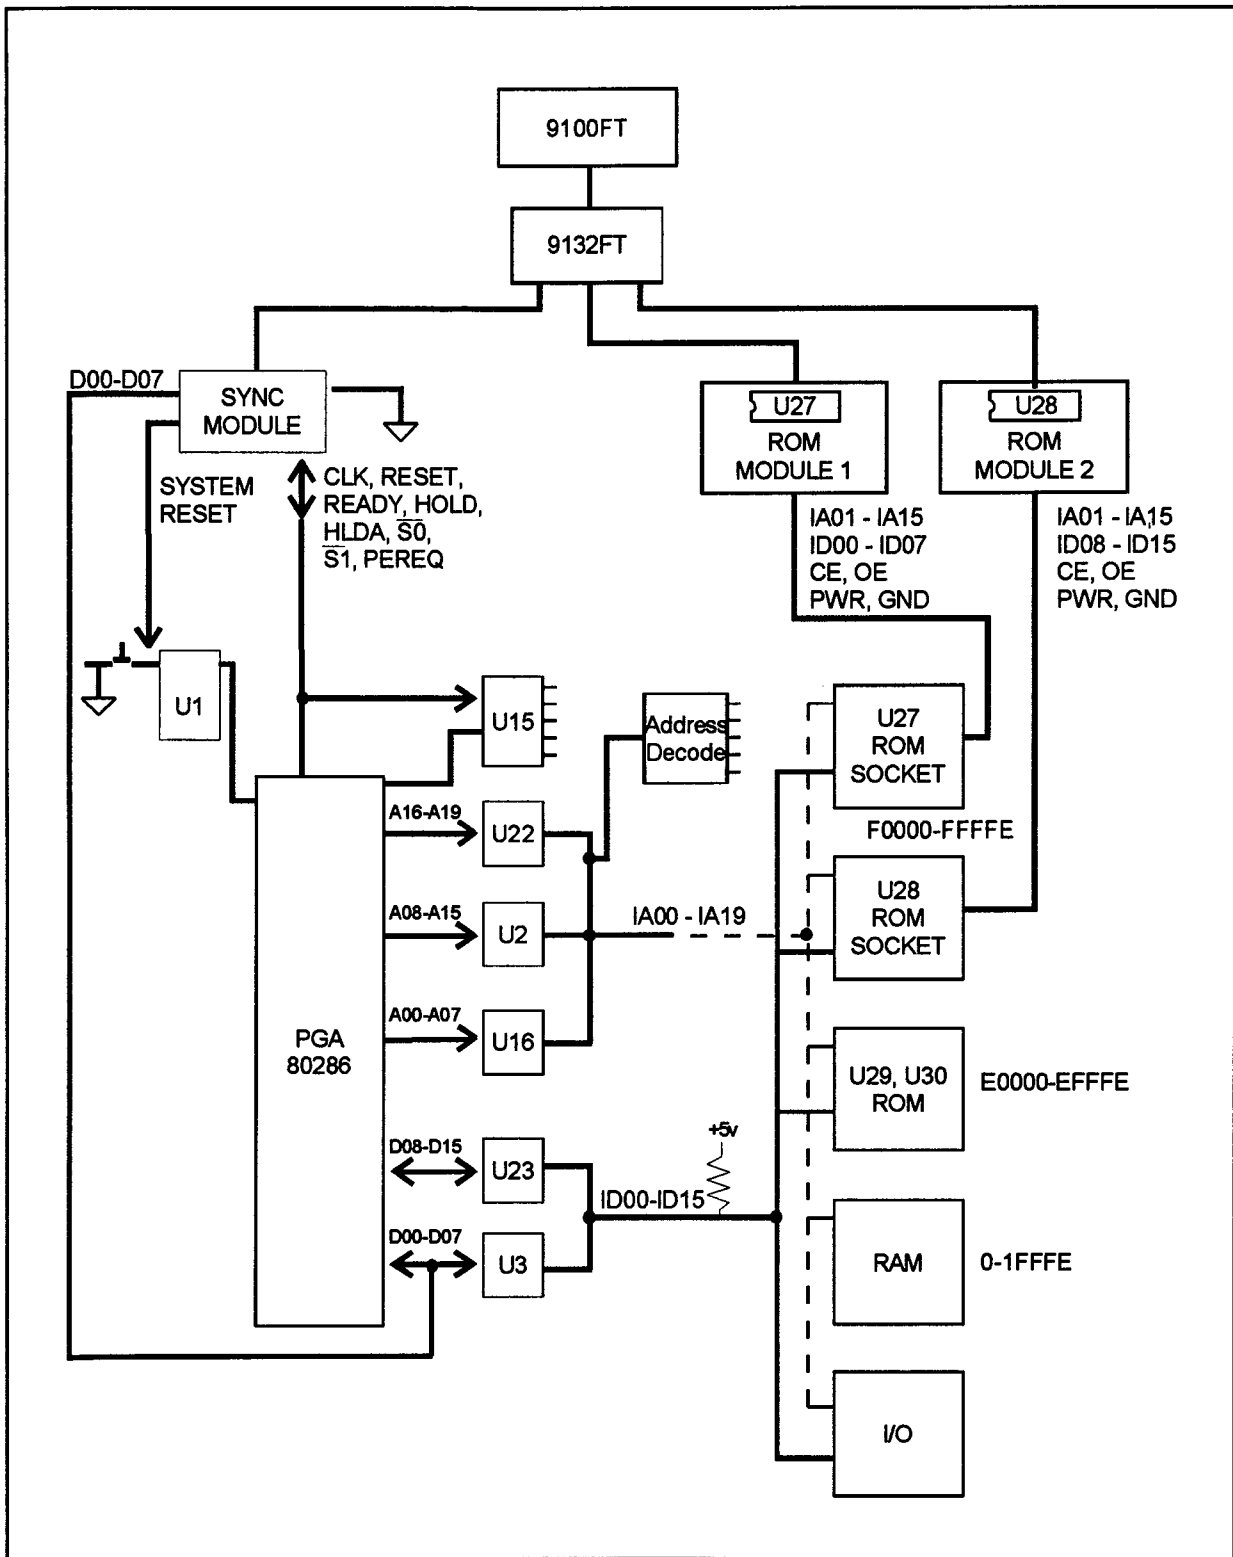 9100FT
9132FT
D00-D07
SYNC
MODULE
SYSTEM
RESET
CLK, RESET,
READY, HOLD,
HLDA, S̅0̅,
S̅1̅, PEREQ
U27
ROM
MODULE 1
U28
ROM
MODULE 2
IA01 - IA15
ID00 - ID07
CE, OE
PWR, GND
IA01 - IA,15
ID08 - ID15
CE, OE
PWR, GND
U1
U15
Address
Decode
U27
ROM
SOCKET
F0000-FFFFE
A16-A19
U22
A08-A15
U2
IA00 - IA19
U28
ROM
SOCKET
A00-A07
U16
PGA
80286
U29, U30
ROM
E0000-EFFFE
D08-D15
U23
+5v
ID00-ID15
D00-D07
U3
RAM
0-1FFFE
I/O